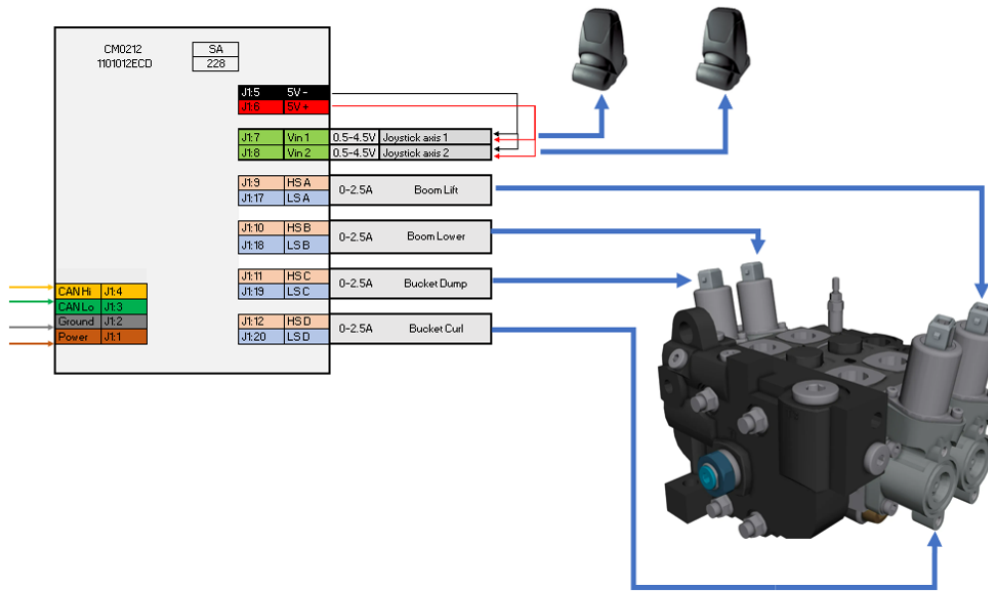 CM0212 SA
1101012ECD 228
J1:5 5V -
J1:6 5V +
J1:7 Vin 1 0.5-4.5V Joystick axis 1
J1:8 Vin 2 0.5-4.5V Joystick axis 2
J1:9 HS A
J1:17 LS A
0-2.5A Boom Lift
J1:10 HS B
J1:18 LS B
0-2.5A Boom Lower
J1:11 HS C
J1:19 LS C
0-2.5A Bucket Dump
J1:12 HS D
J1:20 LS D
0-2.5A Bucket Curl
CAN Hi J1:4
CAN Lo J1:3
Ground J1:2
Power J1:1